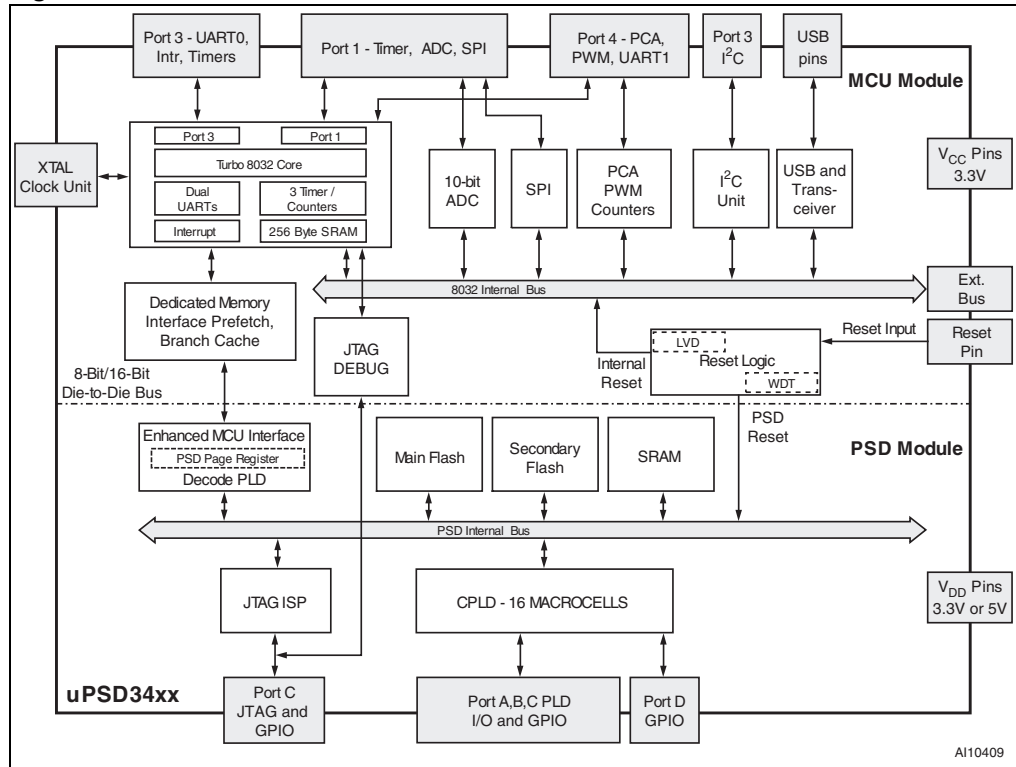 Port 3 - UART0,
Intr, Timers
Port 1 - Timer, ADC, SPI
Port 4 - PCA,
PWM, UART1
Port 3
I²C
USB
pins
MCU Module
XTAL
Clock Unit
Port 3
Port 1
Turbo 8032 Core
Dual
UARTs
3 Timer /
Counters
Interrupt
256 Byte SRAM
10-bit
ADC
SPI
PCA
PWM
Counters
I²C
Unit
USB and
Trans-
ceiver
VCC Pins
3.3V
8032 Internal Bus
Ext.
Bus
Dedicated Memory
Interface Prefetch,
Branch Cache
JTAG
DEBUG
Internal
Reset
LVD
Reset Logic
WDT
Reset Input
Reset
Pin
8-Bit/16-Bit
Die-to-Die Bus
PSD
Reset
PSD Module
Enhanced MCU Interface
PSD Page Register
Decode PLD
Main Flash
Secondary
Flash
SRAM
PSD Internal Bus
JTAG ISP
CPLD - 16 MACROCELLS
VDD Pins
3.3V or 5V
uPSD34xx
Port C
JTAG and
GPIO
Port A,B,C PLD
I/O and GPIO
Port D
GPIO
AI10409